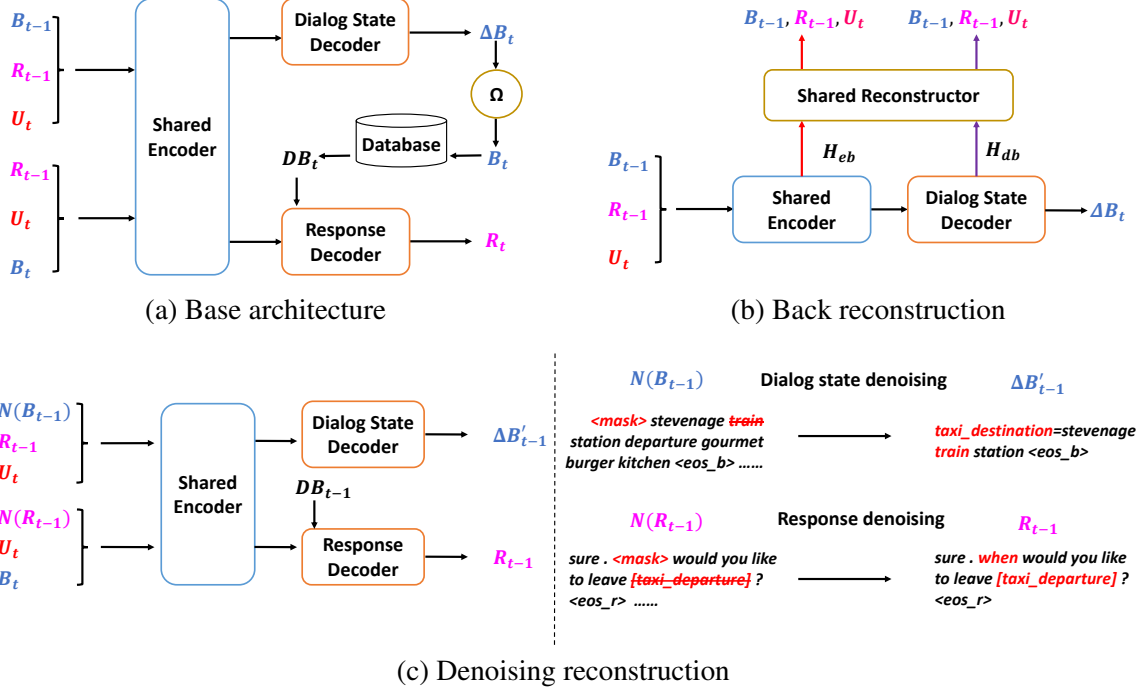 B_{t-1}
R_{t-1}
U_t
R_{t-1}
U_t
B_t
Shared
Encoder
Dialog State
Decoder
ΔB_t
Ω
Database
DB_t
B_t
Response
Decoder
R_t
(a) Base architecture
B_{t-1}, R_{t-1}, U_t
B_{t-1}, R_{t-1}, U_t
Shared Reconstructor
H_{eb}
H_{db}
B_{t-1}
R_{t-1}
U_t
Shared
Encoder
Dialog State
Decoder
ΔB_t
(b) Back reconstruction
N(B_{t-1})
R_{t-1}
U_t
N(R_{t-1})
U_t
B_t
Shared
Encoder
Dialog State
Decoder
ΔB'_{t-1}
DB_{t-1}
Response
Decoder
R_{t-1}
N(B_{t-1})
Dialog state denoising
ΔB'_{t-1}
<mask> stevenage train
station departure gourmet
burger kitchen <eos_b> ......
taxi_destination=stevenage
train station <eos_b>
N(R_{t-1})
Response denoising
R_{t-1}
sure . <mask> would you like
to leave [taxi_departure] ?
<eos_r> ......
sure . when would you like
to leave [taxi_departure] ?
<eos_r>
(c) Denoising reconstruction